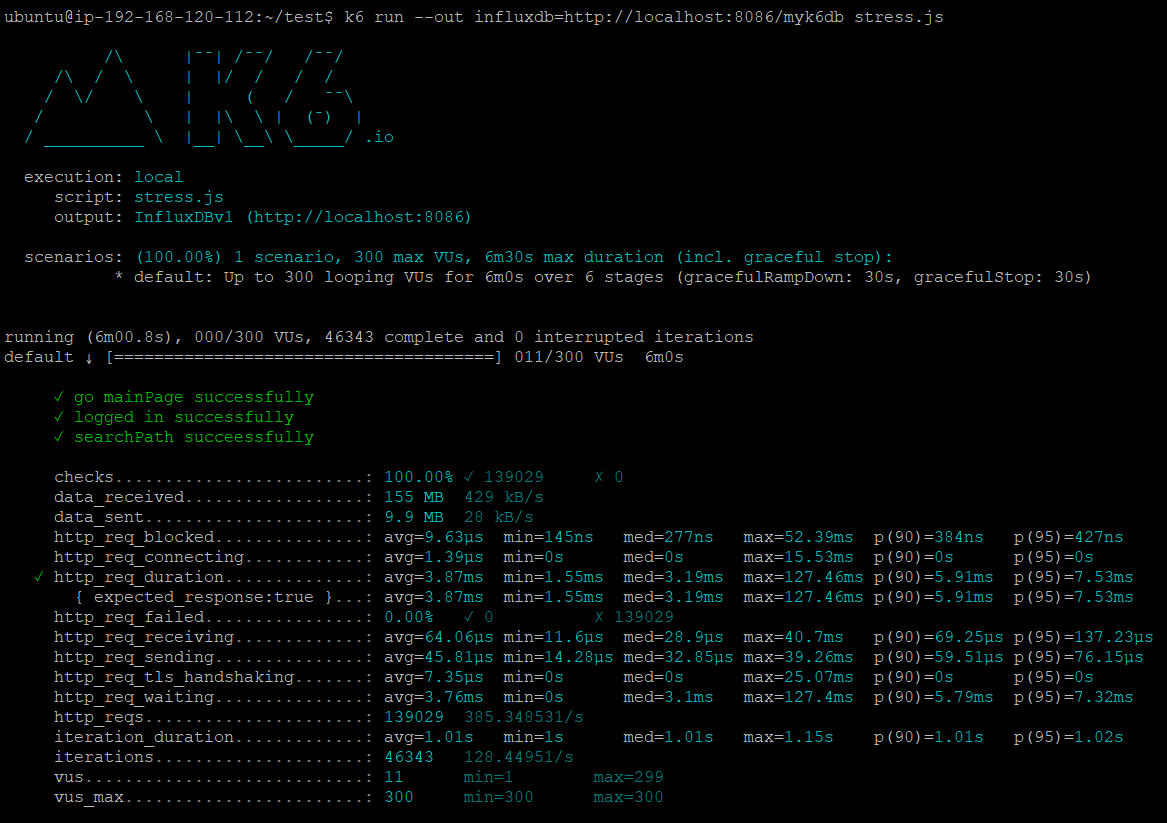 ubuntu@ip-192-168-120-112:~/test$ k6 run --out influxdb=http://localhost:8086/myk6db stress.js
          /\      |‾‾| /‾‾/   /‾‾/
     /\  /  \     |  |/  /   /  /
    /  \/    \    |     (   /   ‾‾\
   /          \   |  |\  \ |  (‾)  |
  / __________ \  |__| \__\ \_____/ .io
execution: local
script: stress.js
output: InfluxDBv1 (http://localhost:8086)
scenarios: (100.00%) 1 scenario, 300 max VUs, 6m30s max duration (incl. graceful stop):
* default: Up to 300 looping VUs for 6m0s over 6 stages (gracefulRampDown: 30s, gracefulStop: 30s)
running (6m00.8s), 000/300 VUs, 46343 complete and 0 interrupted iterations
default ↓ [======================================] 011/300 VUs  6m0s
✓ go mainPage successfully
✓ logged in successfully
✓ searchPath succeessfully
checks.........................: 100.00% ✓ 139029     ✗ 0
data_received..................: 155 MB  429 kB/s
data_sent......................: 9.9 MB  28 kB/s
http_req_blocked...............: avg=9.63µs  min=145ns   med=277ns   max=52.39ms  p(90)=384ns   p(95)=427ns
http_req_connecting............: avg=1.39µs  min=0s      med=0s      max=15.53ms  p(90)=0s      p(95)=0s
✓ http_req_duration..............: avg=3.87ms  min=1.55ms  med=3.19ms  max=127.46ms p(90)=5.91ms  p(95)=7.53ms
{ expected_response:true }...: avg=3.87ms  min=1.55ms  med=3.19ms  max=127.46ms p(90)=5.91ms  p(95)=7.53ms
http_req_failed................: 0.00%   ✓ 0          ✗ 139029
http_req_receiving.............: avg=64.06µs min=11.6µs  med=28.9µs  max=40.7ms   p(90)=69.25µs p(95)=137.23µs
http_req_sending...............: avg=45.81µs min=14.28µs med=32.85µs max=39.26ms  p(90)=59.51µs p(95)=76.15µs
http_req_tls_handshaking.......: avg=7.35µs  min=0s      med=0s      max=25.07ms  p(90)=0s      p(95)=0s
http_req_waiting...............: avg=3.76ms  min=0s      med=3.1ms   max=127.4ms  p(90)=5.79ms  p(95)=7.32ms
http_reqs......................: 139029  385.348531/s
iteration_duration.............: avg=1.01s   min=1s      med=1.01s   max=1.15s    p(90)=1.01s   p(95)=1.02s
iterations.....................: 46343   128.44951/s
vus............................: 11      min=1        max=299
vus_max........................: 300     min=300      max=300